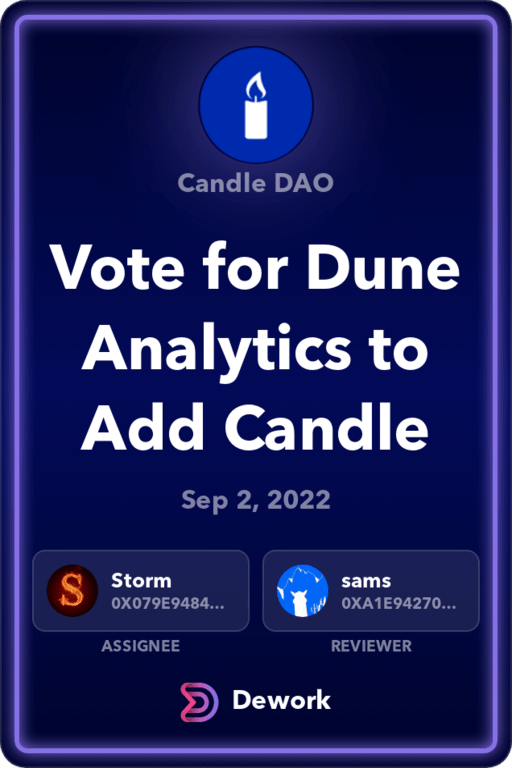 Candle DAO
Vote for Dune
Analytics to
Add Candle
Sep 2, 2022
Storm
0X079E9484...
sams
0XA1E94270...
ASSIGNEE
REVIEWER
Dework